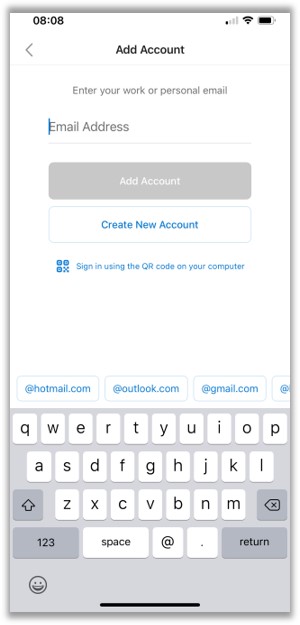 08:08
Add Account
Enter your work or personal email
Email Address
Add Account
Create New Account
Sign in using the QR code on your computer
@hotmail.com @outlook.com @gmail.com @
q w e r t y u i o p
a s d f g h j k l
z x c v b n m
123 space @ . return